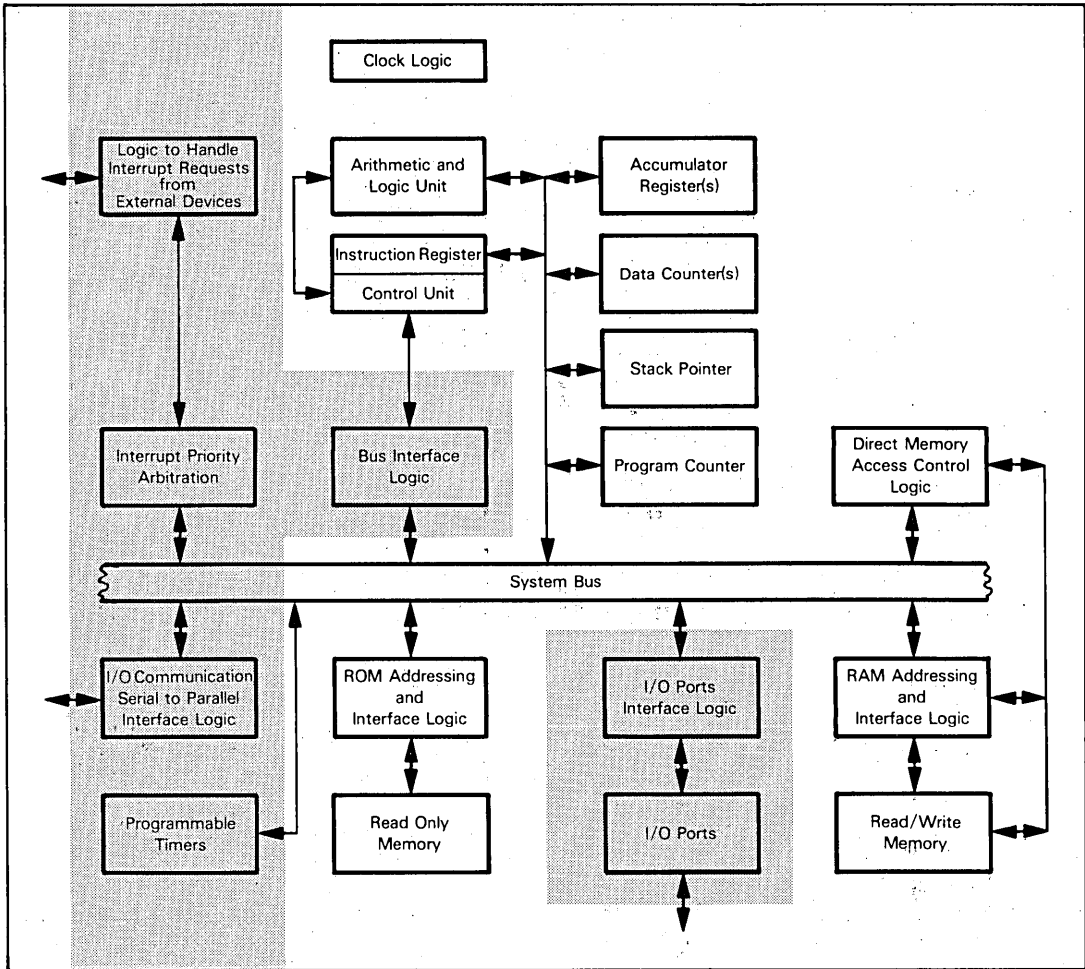 Clock Logic
Logic to Handle
Interrupt Requests
from
External Devices
Arithmetic and
Logic Unit
Accumulator
Register(s)
Instruction Register
Control Unit
Data Counter(s)
Stack Pointer
Interrupt Priority
Arbitration
Bus Interface
Logic
Program Counter
Direct Memory
Access Control
Logic
System Bus
I/O Communication
Serial to Parallel
Interface Logic
ROM Addressing
and
Interface Logic
I/O Ports
Interface Logic
RAM Addressing
and
Interface Logic
Programmable
Timers
Read Only
Memory
I/O Ports
Read/Write
Memory